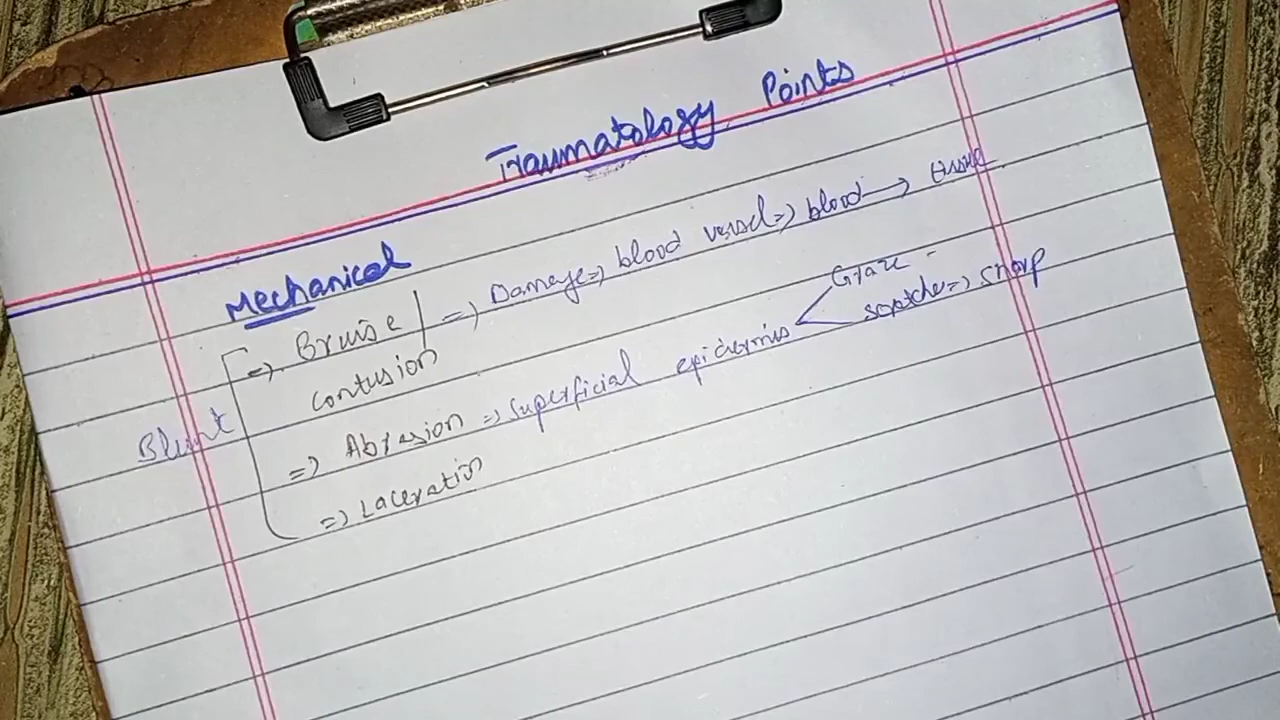 Traumatology Points
Mechanical
Blunt
=> Bruise / contusion => Damage => blood vessel => blood → tissue
=> Abrasion => superficial epidermis
Graze
scratches => sharp
=> Laceration